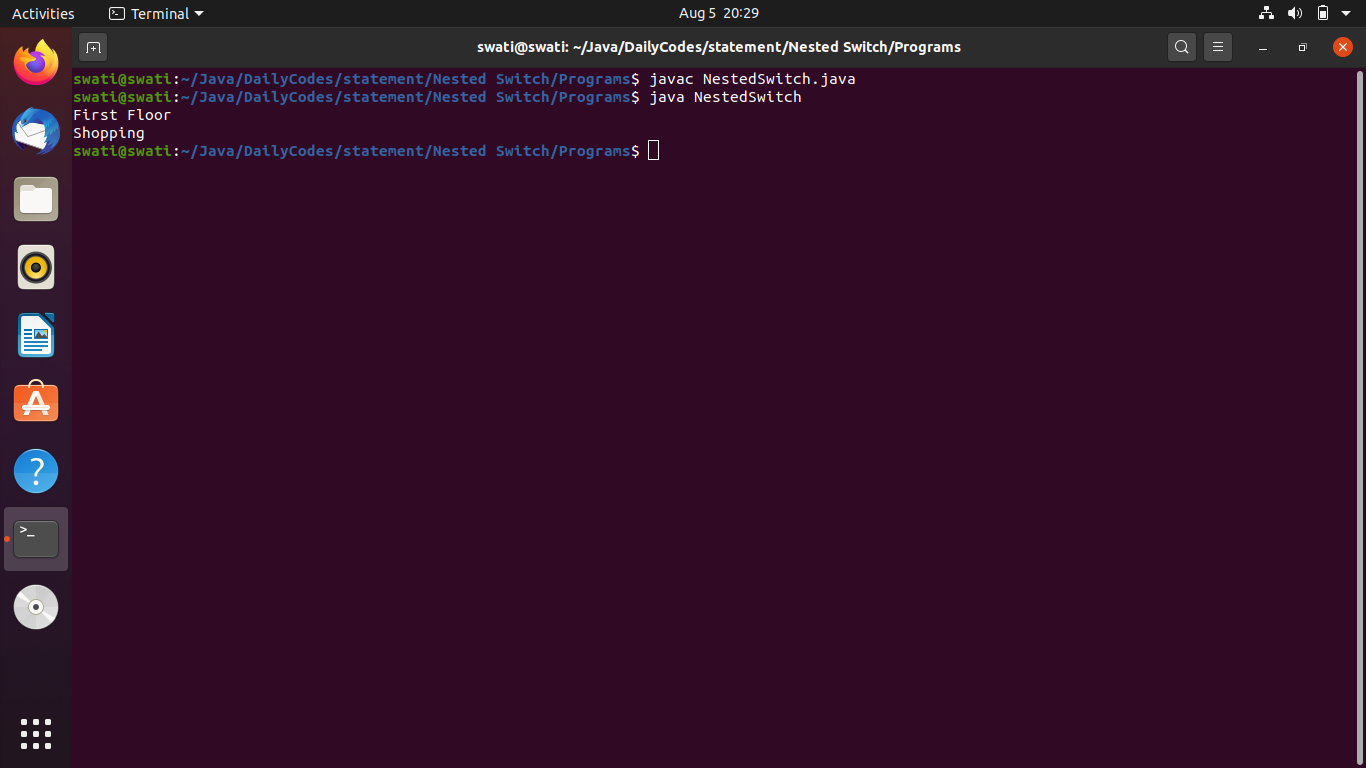 Activities
Terminal
Aug 5 20:29
swati@swati: ~/Java/DailyCodes/statement/Nested Switch/Programs
swati@swati:~/Java/DailyCodes/statement/Nested Switch/Programs$ javac NestedSwitch.java
swati@swati:~/Java/DailyCodes/statement/Nested Switch/Programs$ java NestedSwitch
First Floor
Shopping
swati@swati:~/Java/DailyCodes/statement/Nested Switch/Programs$